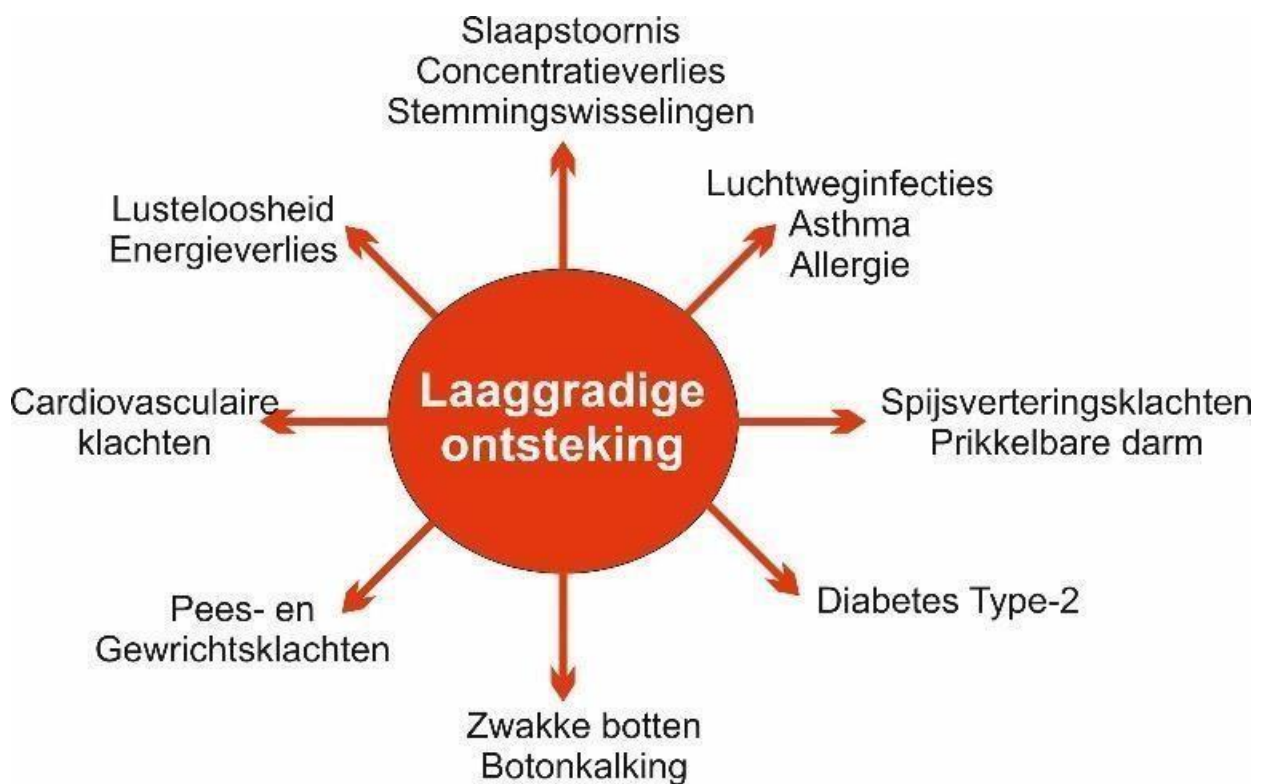 Slaapstoornis
Concentratieverlies
Stemmingswisselingen
Luchtweginfecties
Asthma
Allergie
Lusteloosheid
Energieverlies
Laaggradige
ontsteking
Cardiovasculaire
klachten
Spijsverteringsklachten
Prikkelbare darm
Diabetes Type-2
Pees- en
Gewrichtsklachten
Zwakke botten
Botonkalking